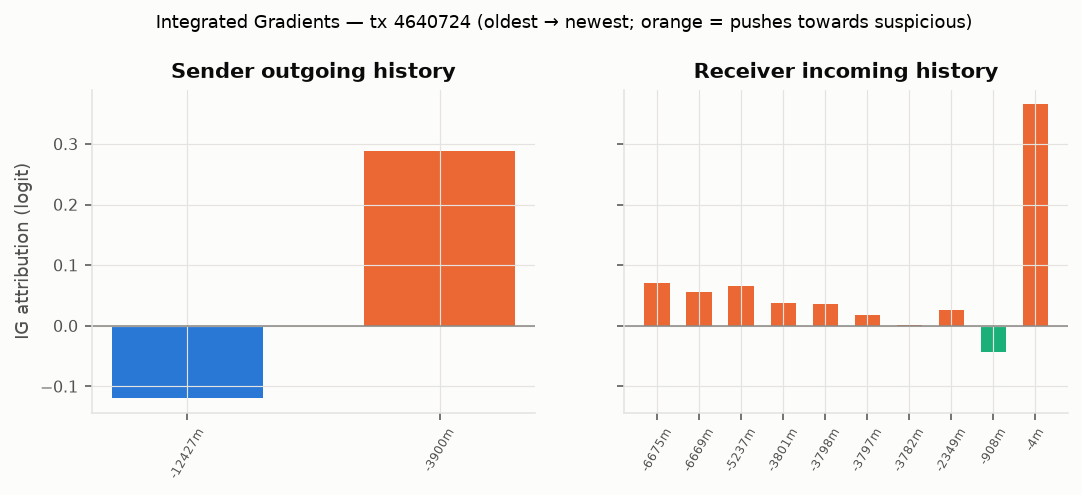 Integrated Gradients — tx 4640724 (oldest → newest; orange = pushes towards suspicious)
Sender outgoing history
Receiver incoming history
IG attribution (logit)
0.3
0.2
0.1
0.0
−0.1
-12427m
-3900m
-6675m
-6669m
-5237m
-3801m
-3798m
-3797m
-3782m
-2349m
-908m
-4m